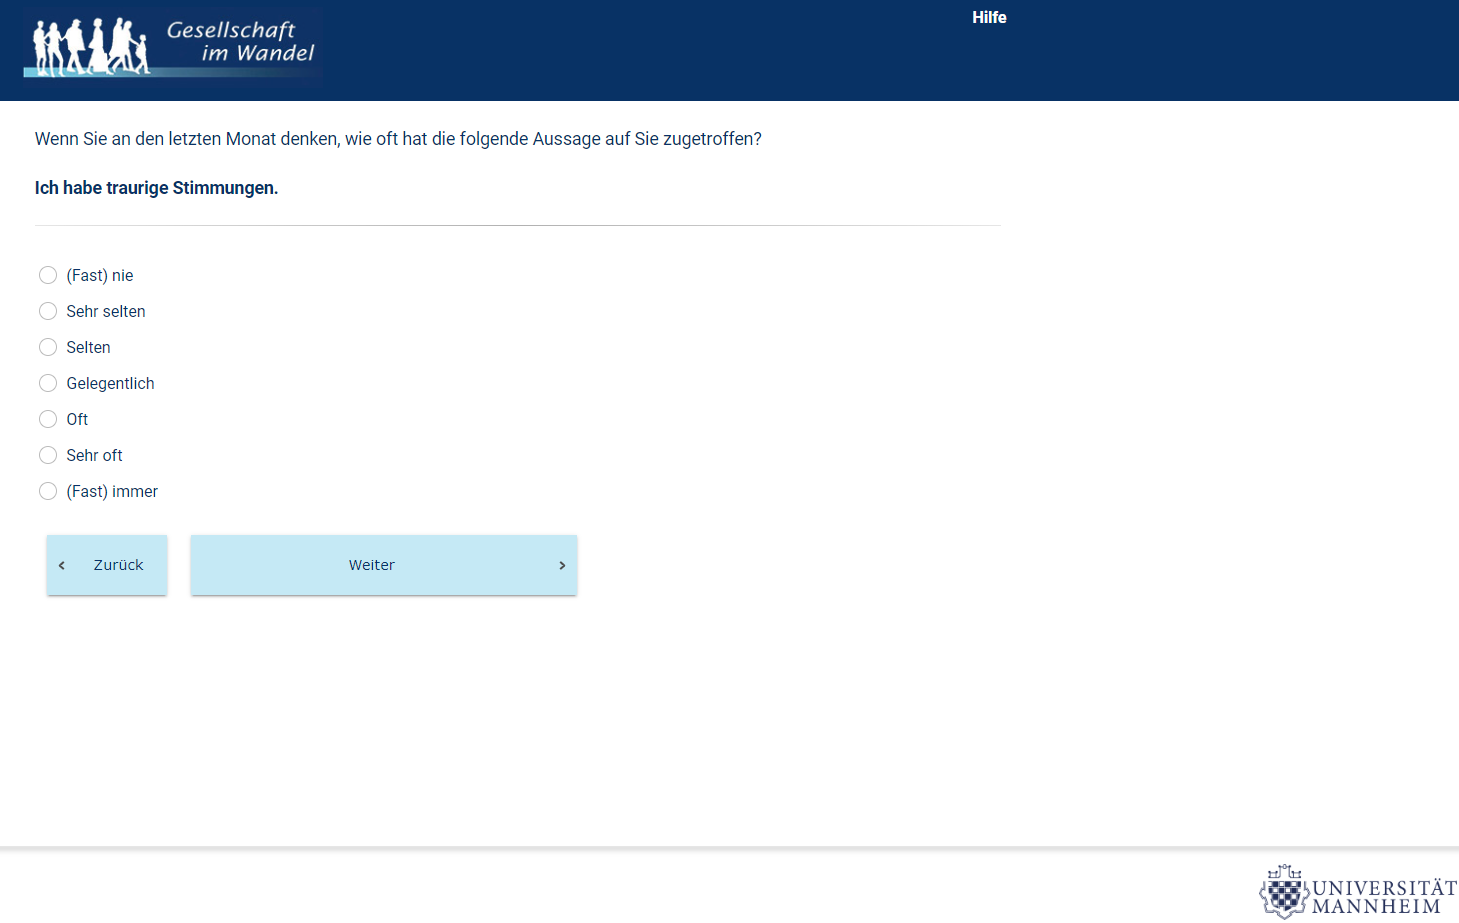 Gesellschaft
im Wandel
Hilfe
Wenn Sie an den letzten Monat denken, wie oft hat die folgende Aussage auf Sie zugetroffen?
Ich habe traurige Stimmungen.
(Fast) nie
Sehr selten
Selten
Gelegentlich
Oft
Sehr oft
(Fast) immer
Zurück
Weiter
UNIVERSITÄT
MANNHEIM